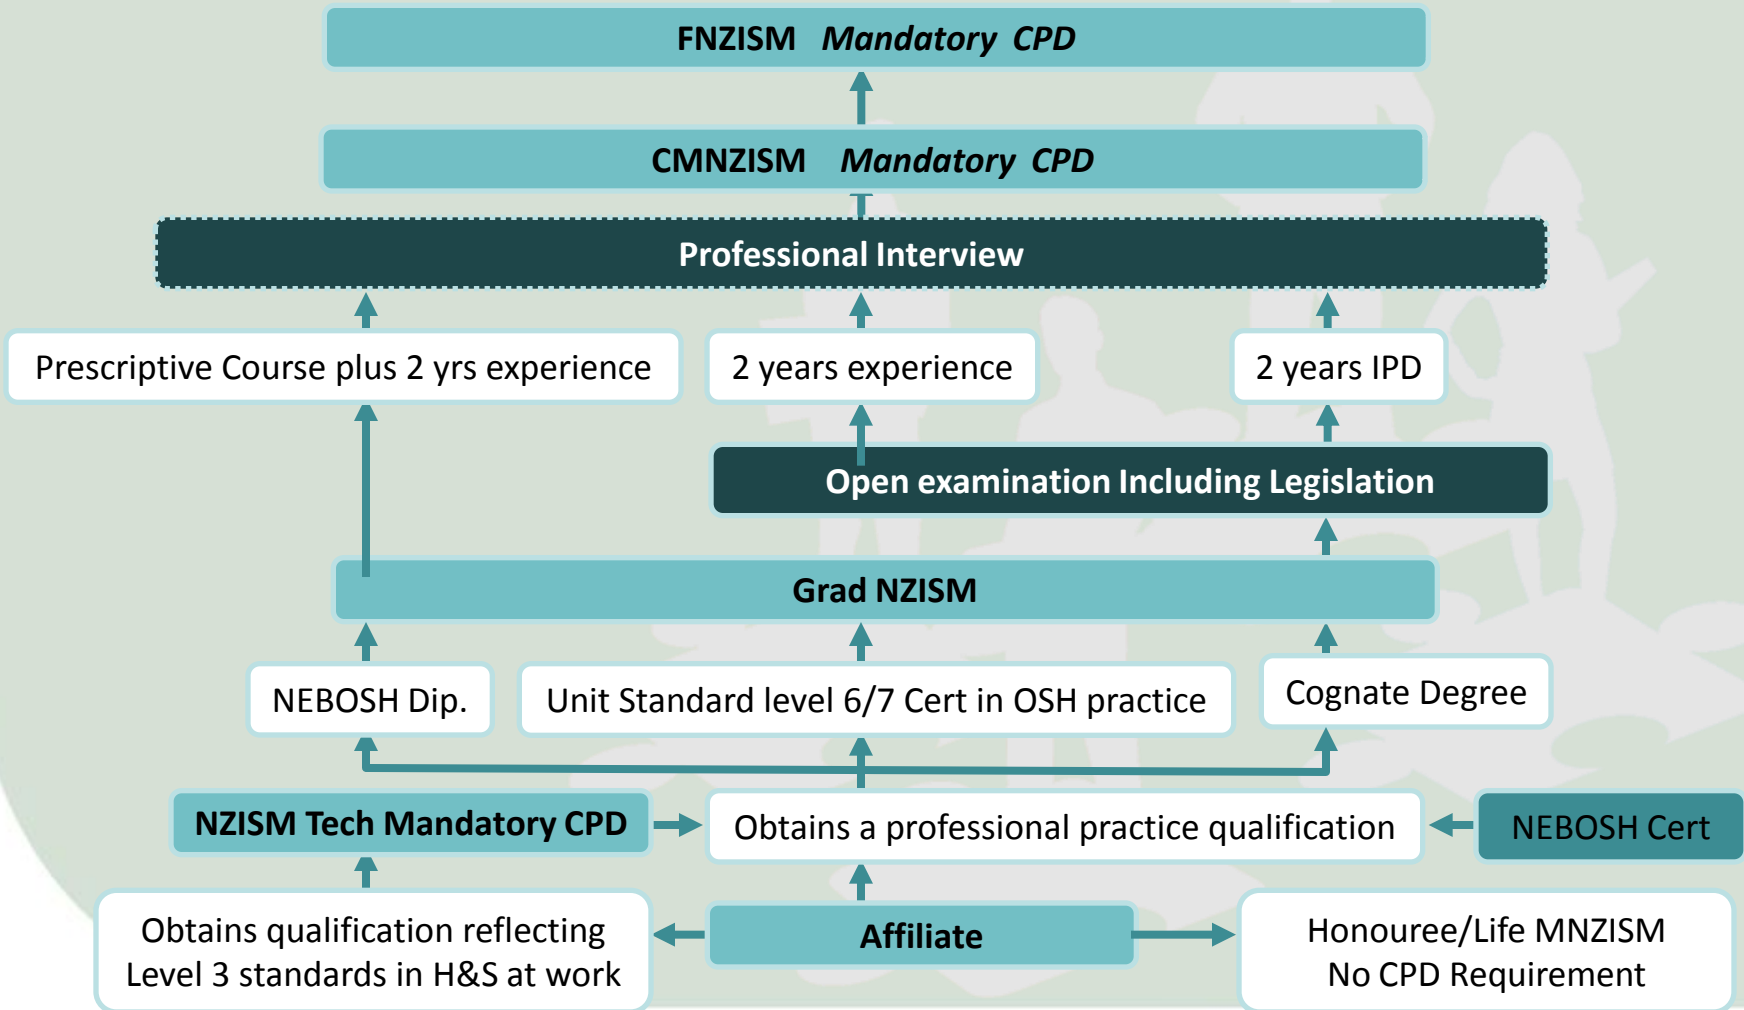 FNZISM Mandatory CPD
CMNZISM Mandatory CPD
Professional Interview
Prescriptive Course plus 2 yrs experience
2 years experience
2 years IPD
Open examination Including Legislation
Grad NZISM
NEBOSH Dip.
Unit Standard level 6/7 Cert in OSH practice
Cognate Degree
NZISM Tech Mandatory CPD
Obtains a professional practice qualification
NEBOSH Cert
Obtains qualification reflecting
Level 3 standards in H&S at work
Affiliate
Honouree/Life MNZISM
No CPD Requirement